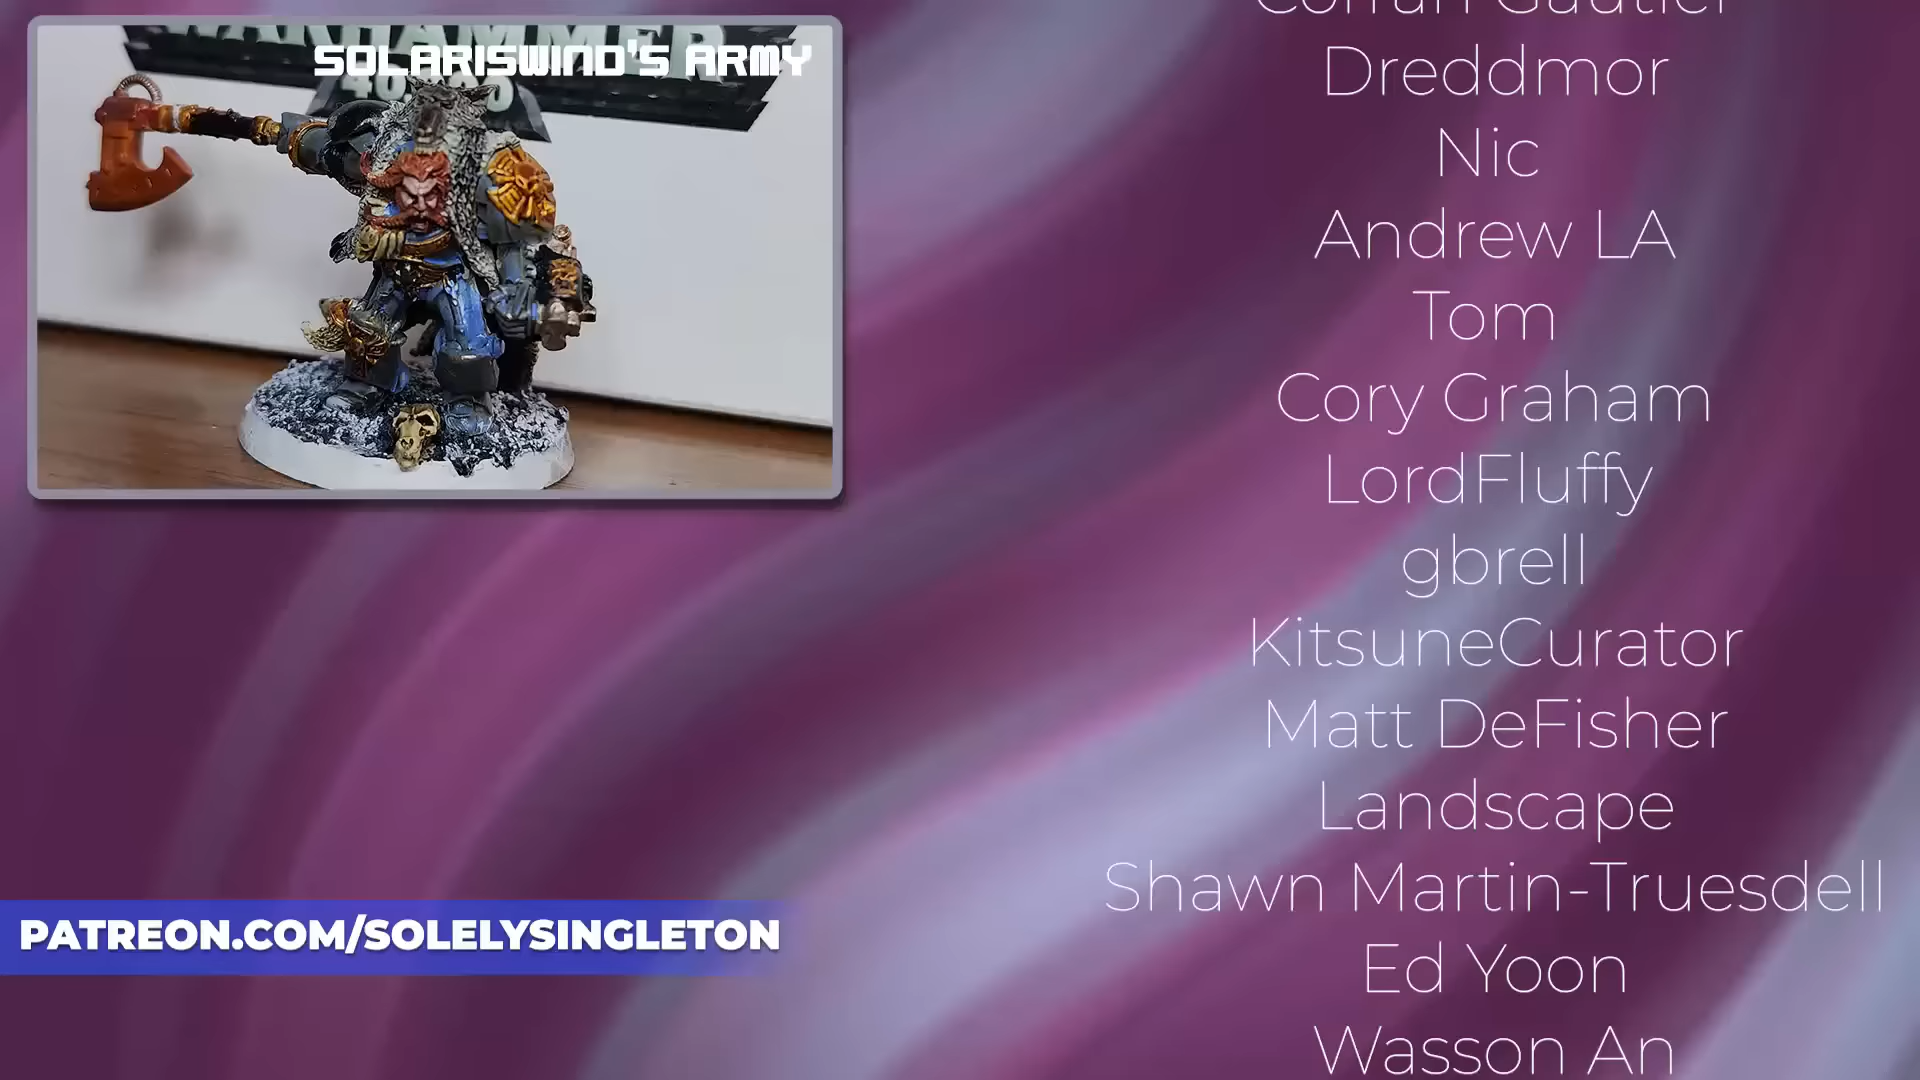 WARHAMMER
SOLARISWIND'S ARMY
Dreddmor
Nic
Andrew LA
Tom
Cory Graham
LordFluffy
gbrell
KitsuneCurator
Matt DeFisher
Landscape
Shawn Martin-Truesdell
Ed Yoon
Wasson An
PATREON.COM/SOLELYSINGLETON